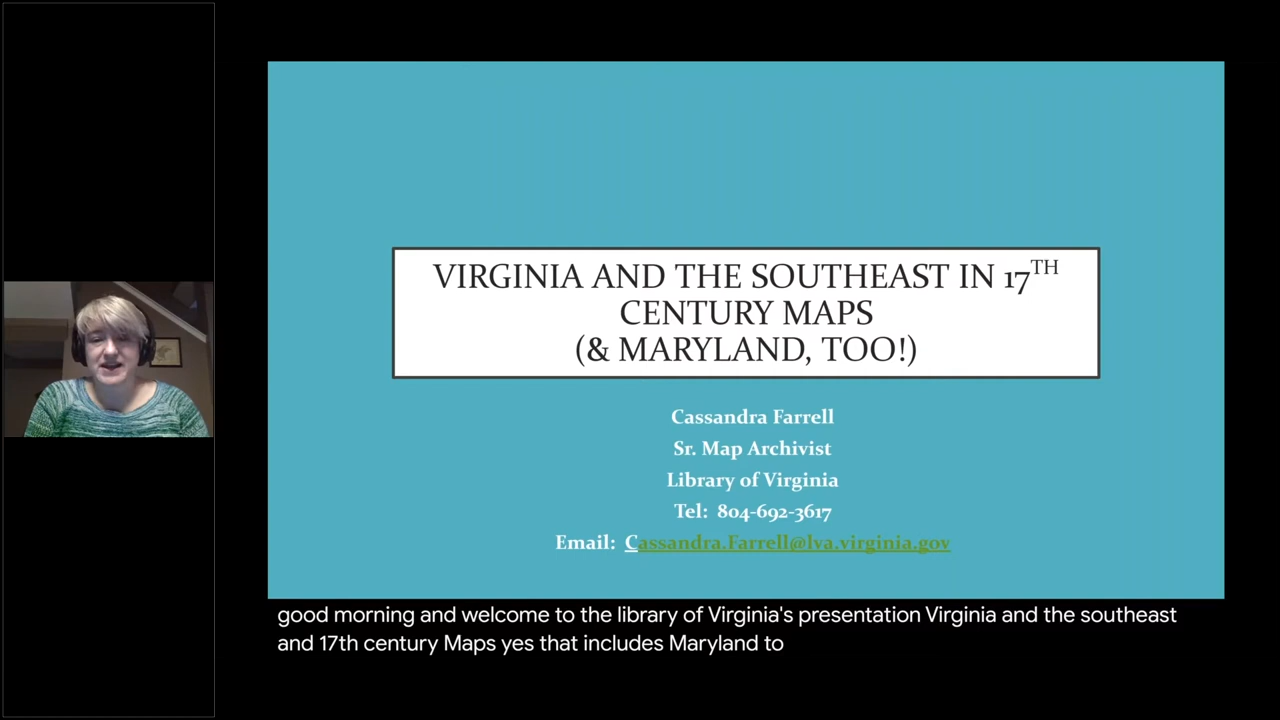 VIRGINIA AND THE SOUTHEAST IN 17TH
CENTURY MAPS
(& MARYLAND, TOO!)
Cassandra Farrell
Sr. Map Archivist
Library of Virginia
Tel: 804-692-3617
Email: Cassandra.Farrell@lva.virginia.gov
good morning and welcome to the library of Virginia's presentation Virginia and the southeast
and 17th century Maps yes that includes Maryland to